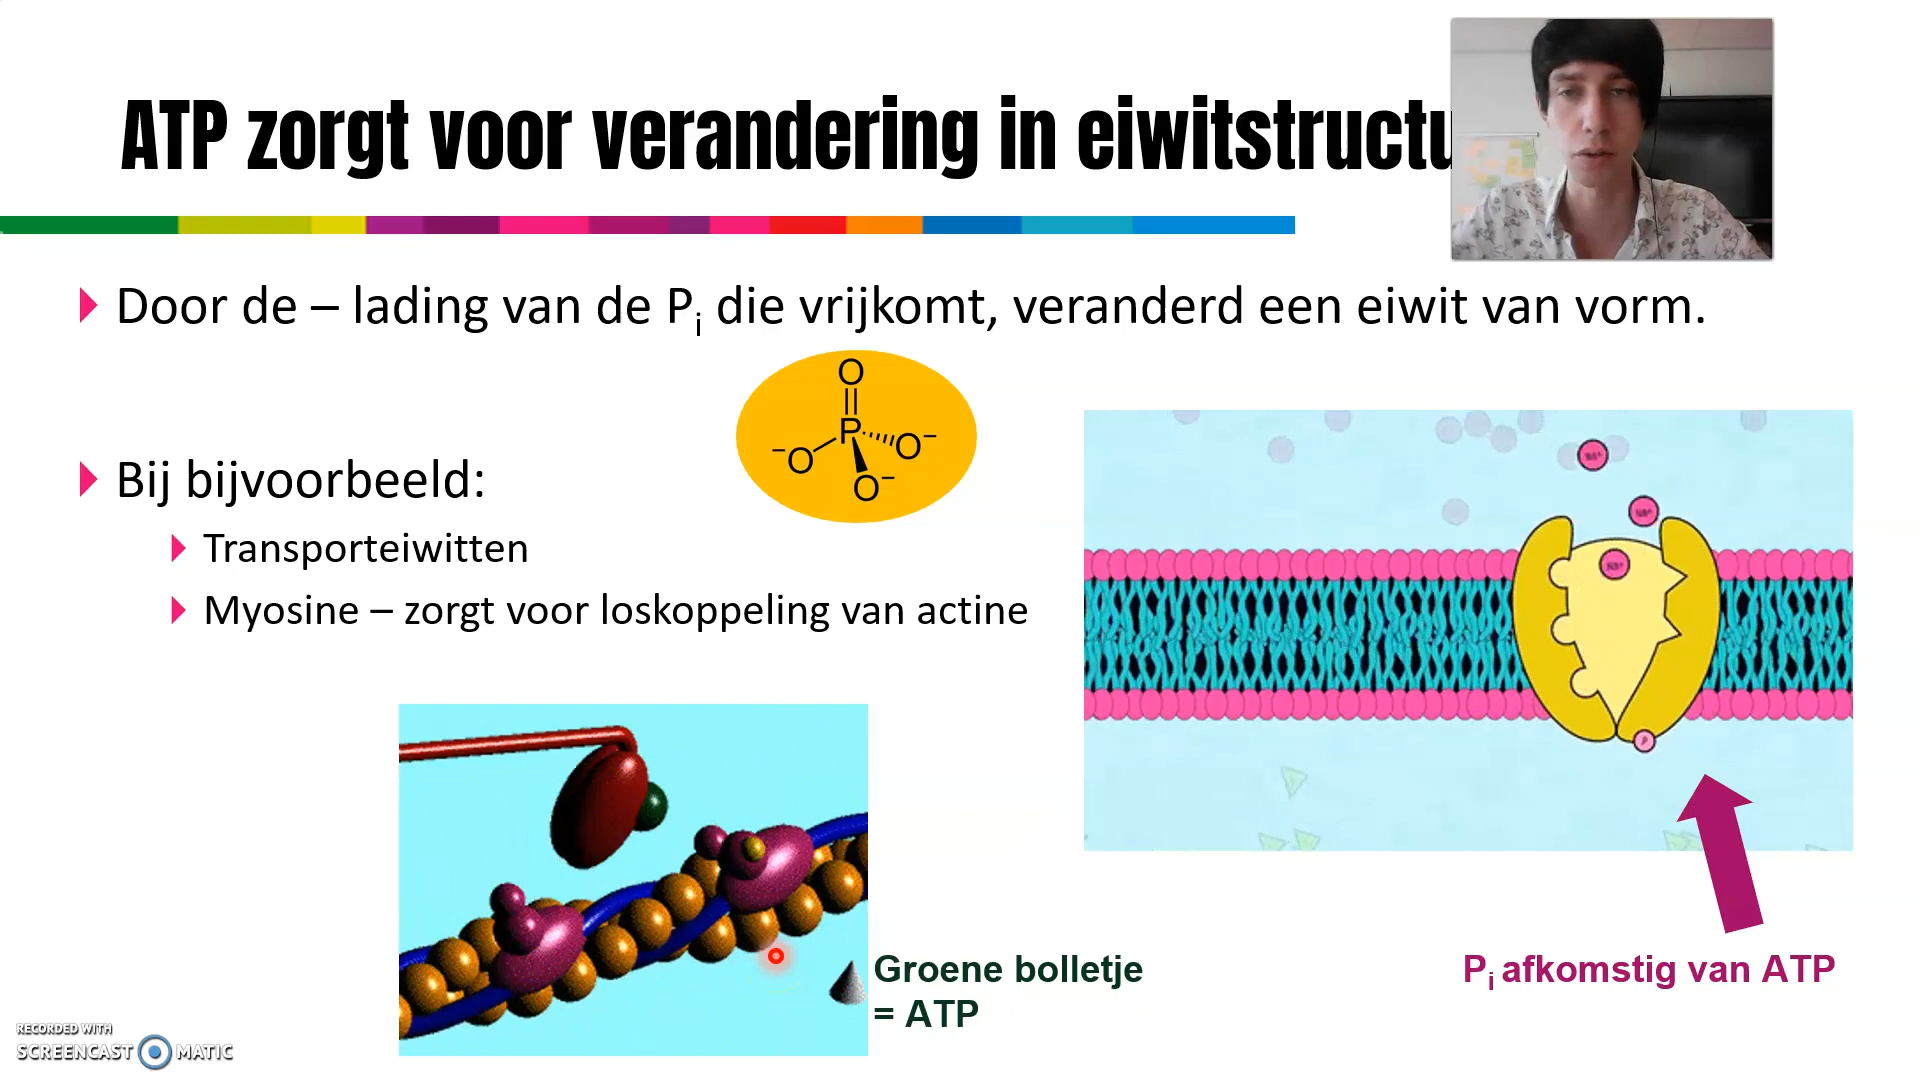 ATP zorgt voor verandering in eiwitstructu
Door de – lading van de Pi die vrijkomt, veranderd een eiwit van vorm.
O
P
⁻O
O⁻
O⁻
Bij bijvoorbeeld:
Transporteiwitten
Myosine – zorgt voor loskoppeling van actine
P
Groene bolletje
= ATP
Pi afkomstig van ATP
RECORDED WITH
SCREENCAST MATIC